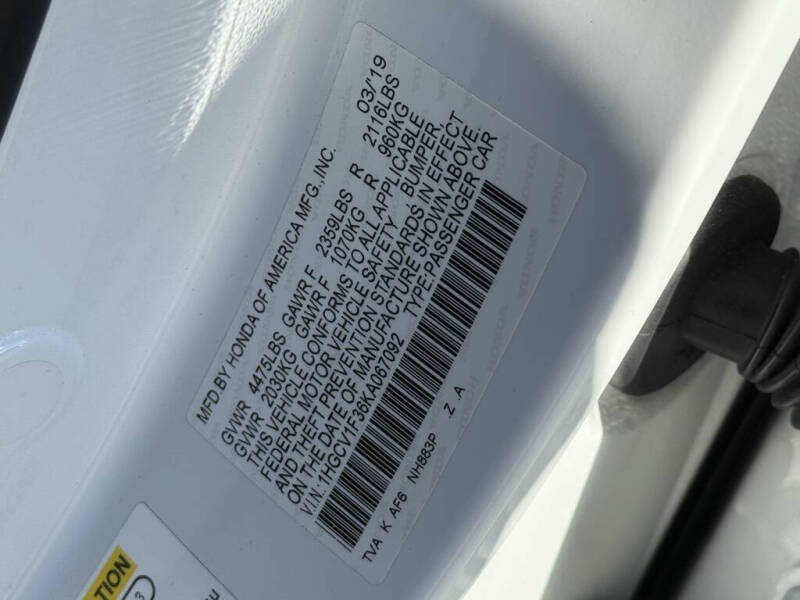 MFD.BY HONDA OF AMERICA MFG.,INC. 03/'19
GVWR 4475LBS GAWR F 2359LBS R 2116LBS
GVWR 2030KG GAWR F 1070KG R 960KG
THIS VEHICLE CONFORMS TO ALL APPLICABLE
FEDERAL MOTOR VEHICLE SAFETY, BUMPER,
AND THEFT PREVENTION STANDARDS IN EFFECT
ON THE DATE OF MANUFACTURE SHOWN ABOVE.
V.I.N: 1HGCV1F36KA067092 TYPE:PASSENGER CAR
TVA K AF6 NH883P Z .A
TION
3